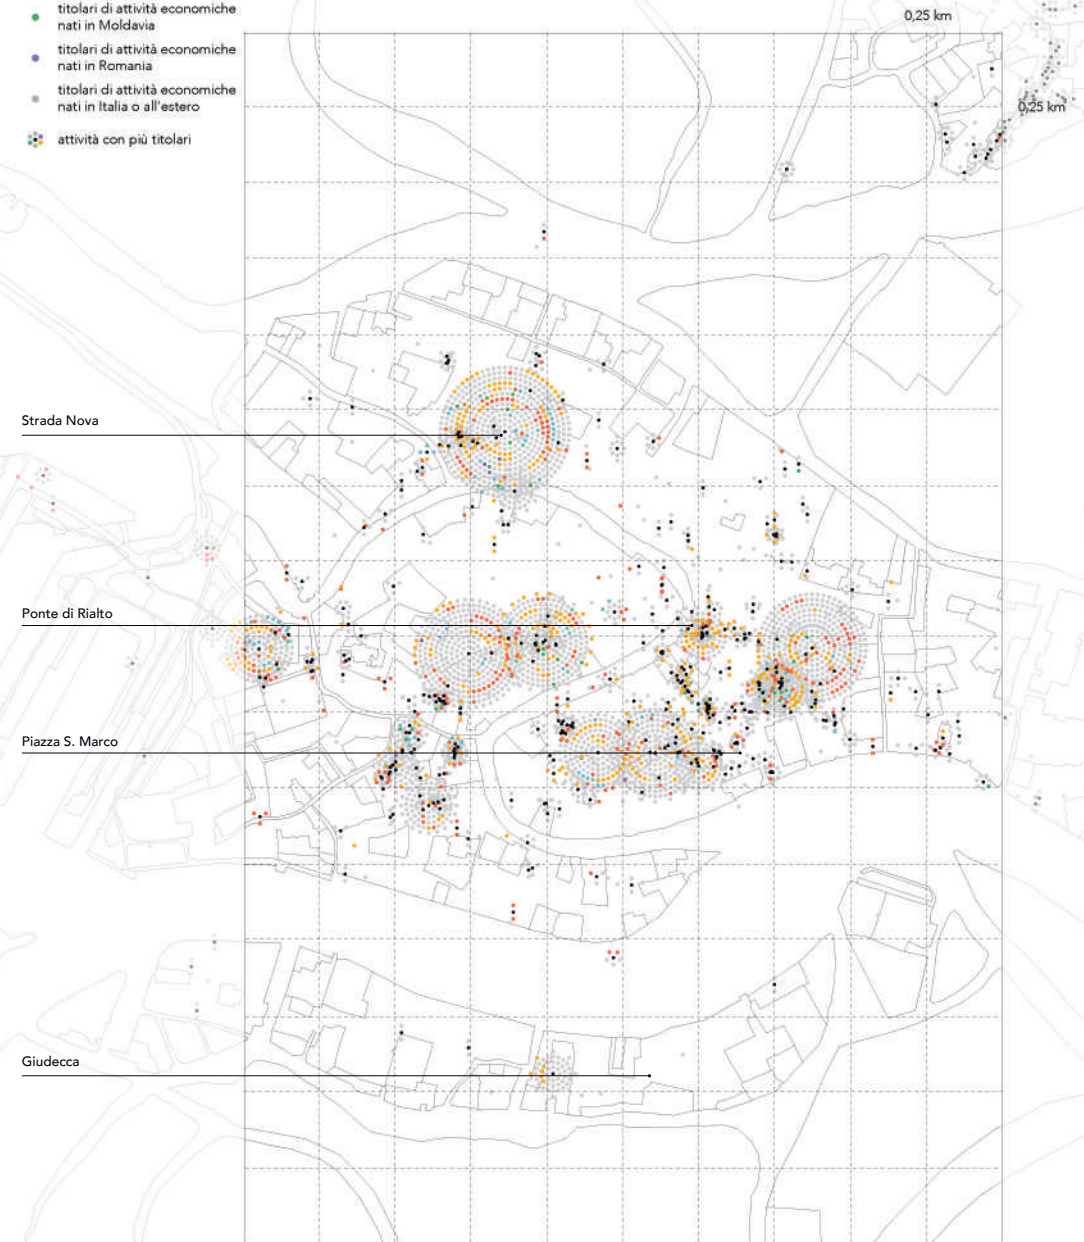 titolari di attività economiche
nati in Moldavia
titolari di attività economiche
nati in Romania
titolari di attività economiche
nati in Italia o all'estero
attività con più titolari
0,25 km
0,25 km
Strada Nova
Ponte di Rialto
Piazza S. Marco
Giudecca